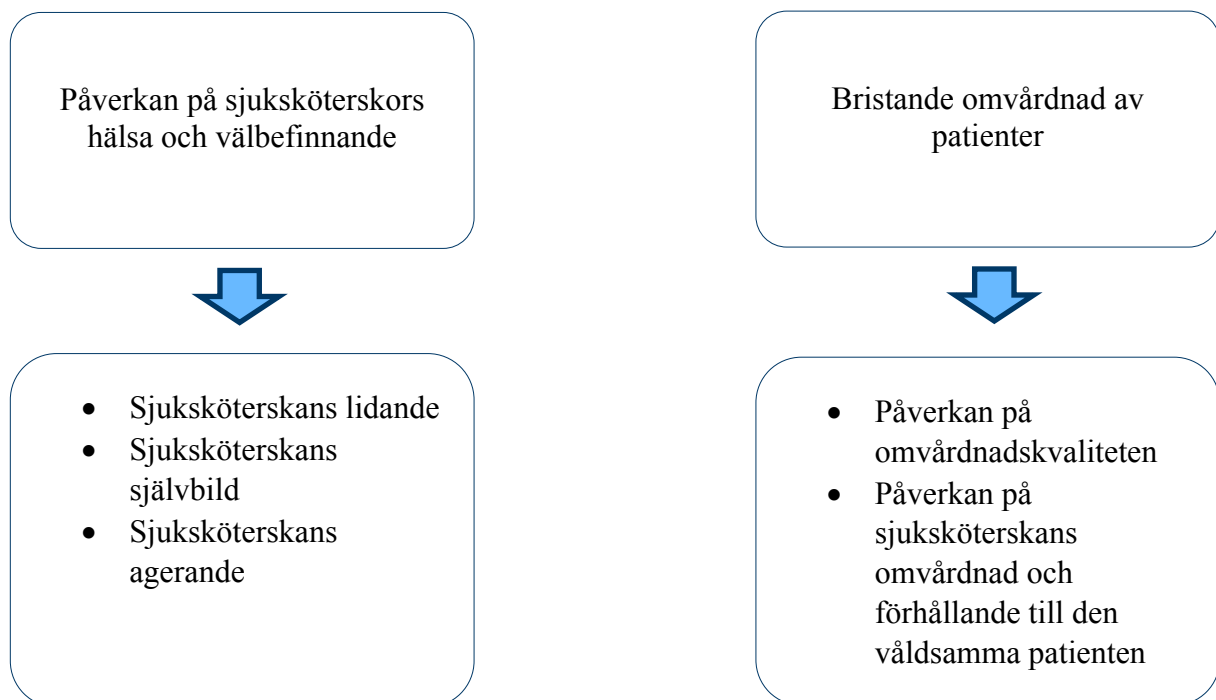 Påverkan på sjuksköterskors
hälsa och välbefinnande
Bristande omvårdnad av
patienter
• Sjuksköterskans lidande
• Sjuksköterskans
självbild
• Sjuksköterskans
agerande
• Påverkan på
omvårdnadskvaliteten
• Påverkan på
sjuksköterskans
omvårdnad och
förhållande till den
våldsamma patienten